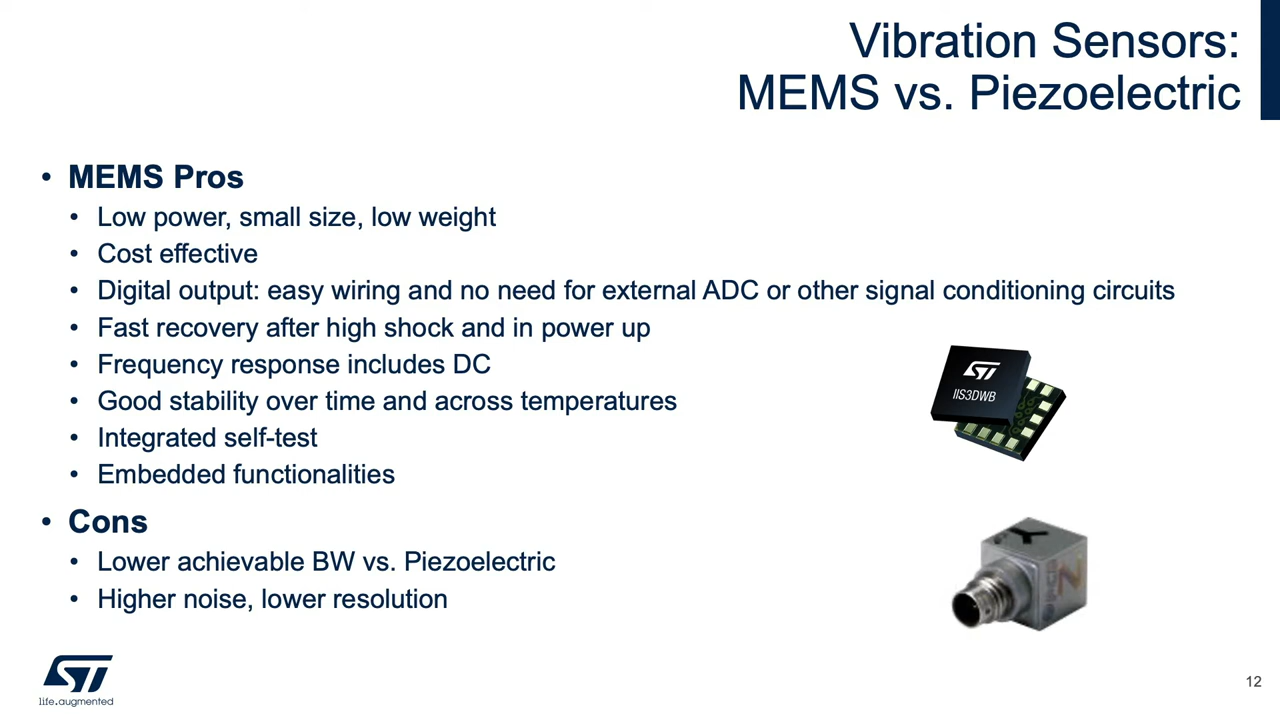 Vibration Sensors:
MEMS vs. Piezoelectric
• MEMS Pros
• Low power, small size, low weight
• Cost effective
• Digital output: easy wiring and no need for external ADC or other signal conditioning circuits
• Fast recovery after high shock and in power up
• Frequency response includes DC
• Good stability over time and across temperatures
• Integrated self-test
• Embedded functionalities
• Cons
• Lower achievable BW vs. Piezoelectric
• Higher noise, lower resolution
ST
IIS3DWB
Y
Z
ST
life.augmented
12